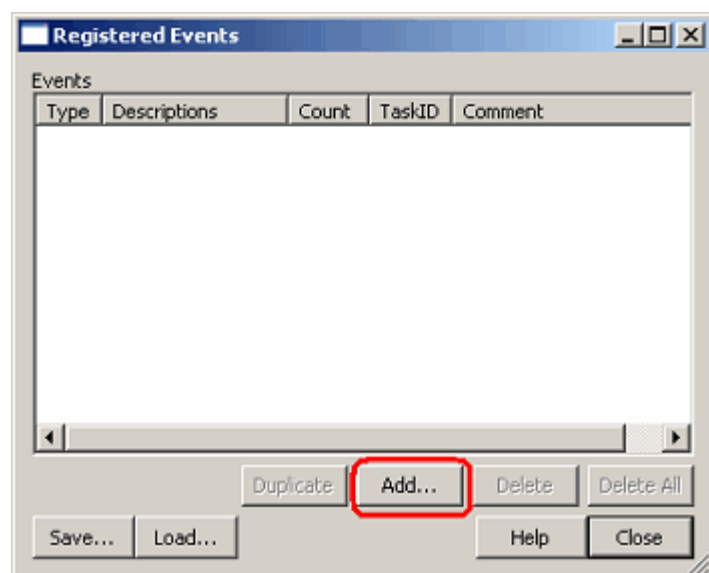 Registered Events
Events
Type Descriptions Count TaskID Comment
Duplicate Add... Delete Delete All
Save... Load... Help Close